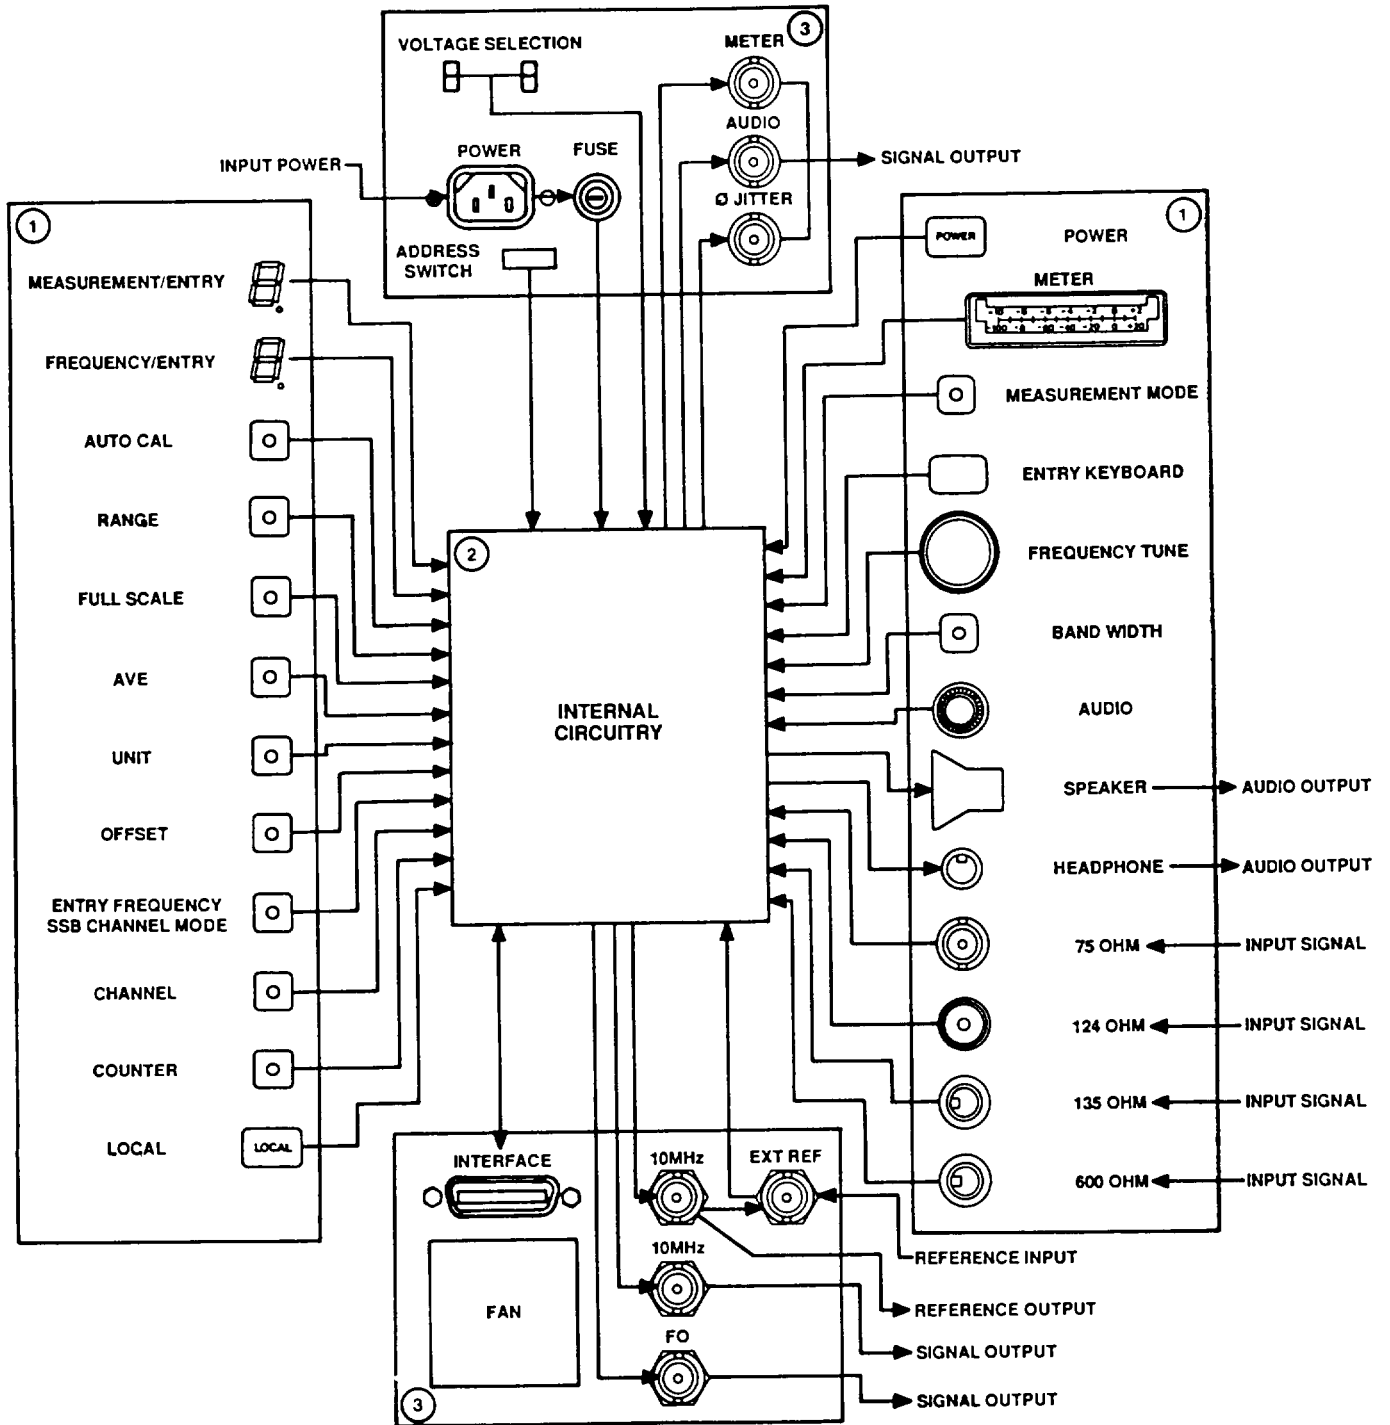 3
VOLTAGE SELECTION
METER
AUDIO
POWER
FUSE
INPUT POWER
SIGNAL OUTPUT
Ø JITTER
ADDRESS
SWITCH
1
MEASUREMENT/ENTRY
FREQUENCY/ENTRY
AUTO CAL
RANGE
FULL SCALE
AVE
UNIT
OFFSET
ENTRY FREQUENCY
SSB CHANNEL MODE
CHANNEL
COUNTER
LOCAL
LOCAL
2
INTERNAL
CIRCUITRY
1
POWER
POWER
METER
MEASUREMENT MODE
ENTRY KEYBOARD
FREQUENCY TUNE
BAND WIDTH
AUDIO
SPEAKER
AUDIO OUTPUT
HEADPHONE
AUDIO OUTPUT
75 OHM
INPUT SIGNAL
124 OHM
INPUT SIGNAL
135 OHM
INPUT SIGNAL
600 OHM
INPUT SIGNAL
INTERFACE
10MHz
EXT REF
10MHz
FAN
FO
3
REFERENCE INPUT
REFERENCE OUTPUT
SIGNAL OUTPUT
SIGNAL OUTPUT